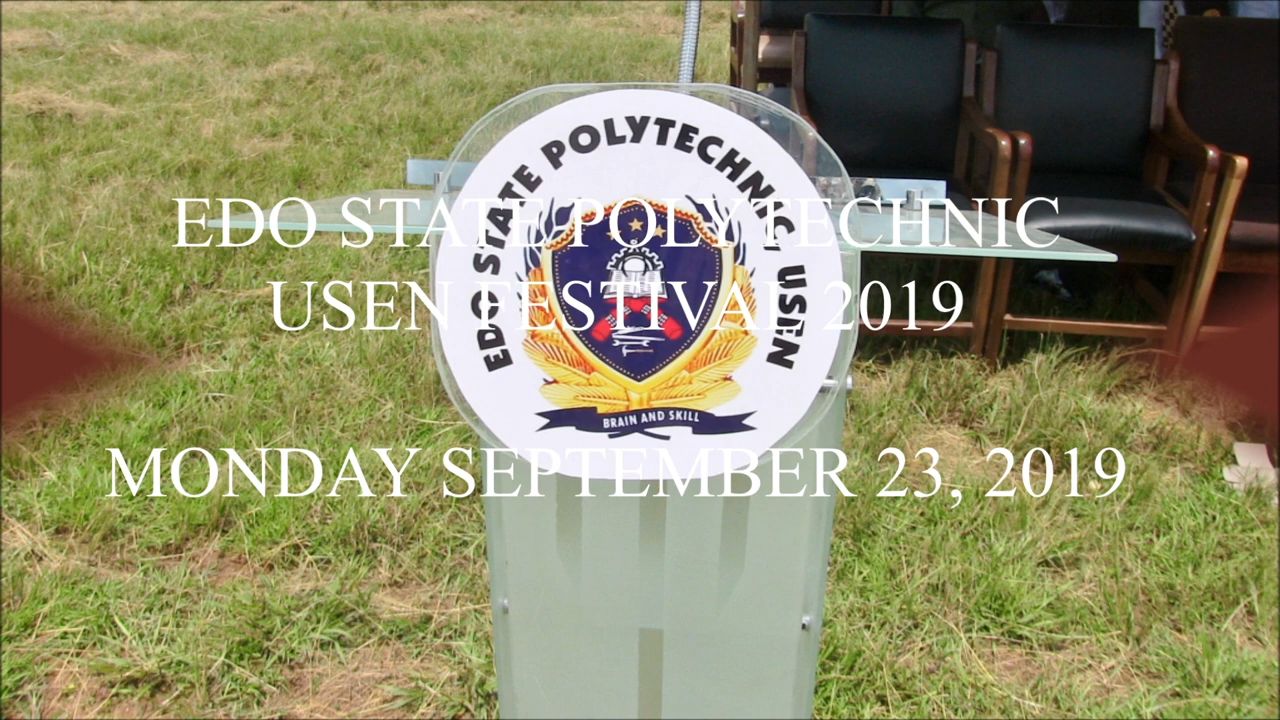 EDO STATE POLYTECHNIC, USEN
BRAIN AND SKILL
EDO STATE POLYTECHNIC
USEN FESTIVAL 2019
MONDAY SEPTEMBER 23, 2019